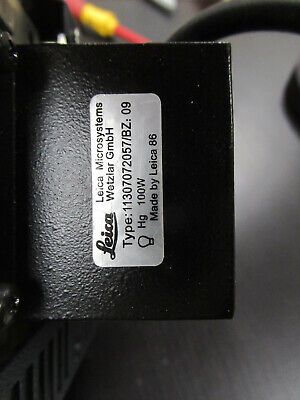 Leica
Leica Microsystems
Wetzlar GmbH
Type:11307072057/BZ: 09
Hg 100W
Made by Leica 86